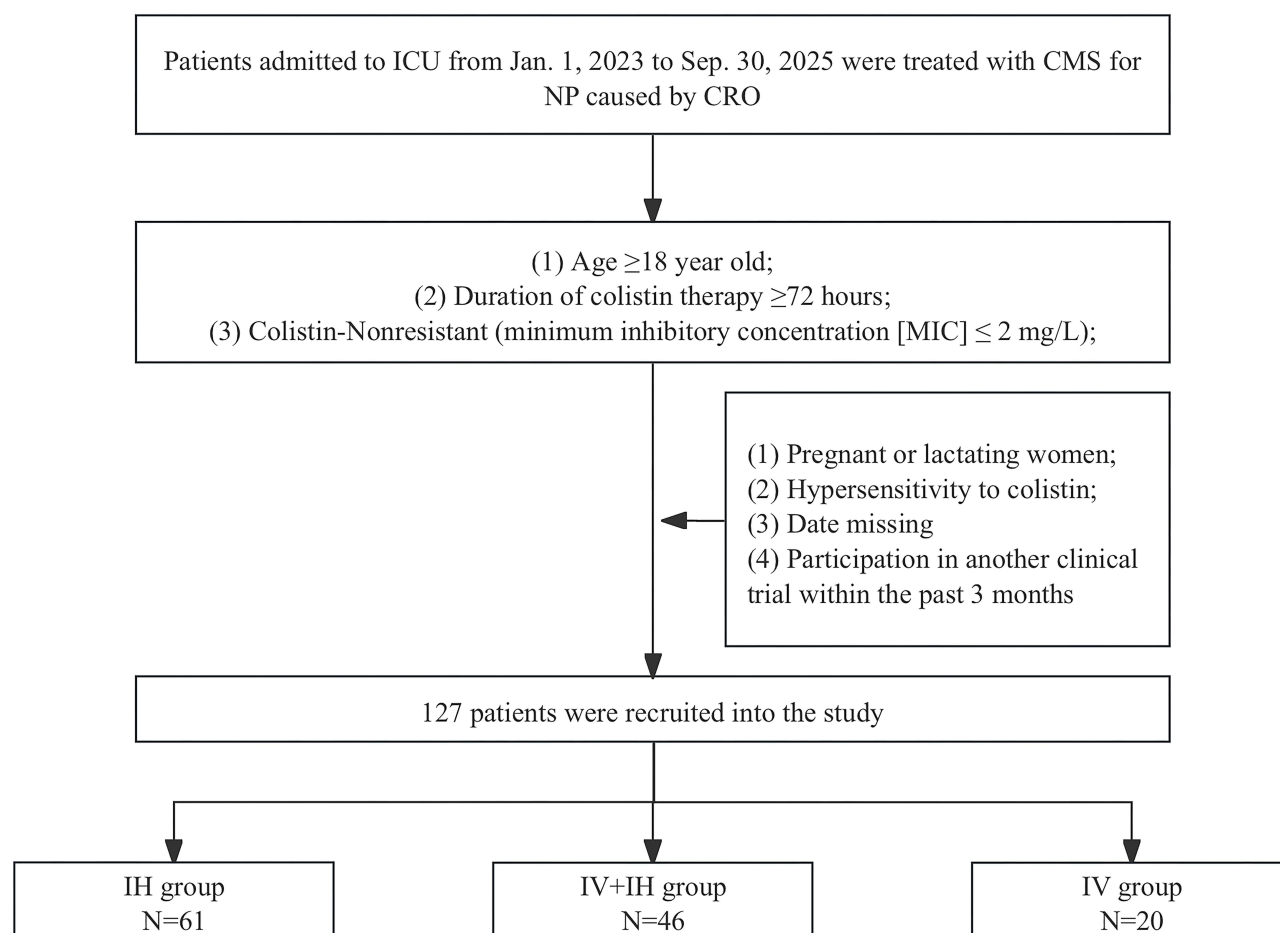 Patients admitted to ICU from Jan. 1, 2023 to Sep. 30, 2025 were treated with CMS for
NP caused by CRO
(1) Age ≥18 year old;
(2) Duration of colistin therapy ≥72 hours;
(3) Colistin-Nonresistant (minimum inhibitory concentration [MIC] ≤ 2 mg/L);
(1) Pregnant or lactating women;
(2) Hypersensitivity to colistin;
(3) Date missing
(4) Participation in another clinical
trial within the past 3 months
127 patients were recruited into the study
IH group
N=61
IV+IH group
N=46
IV group
N=20